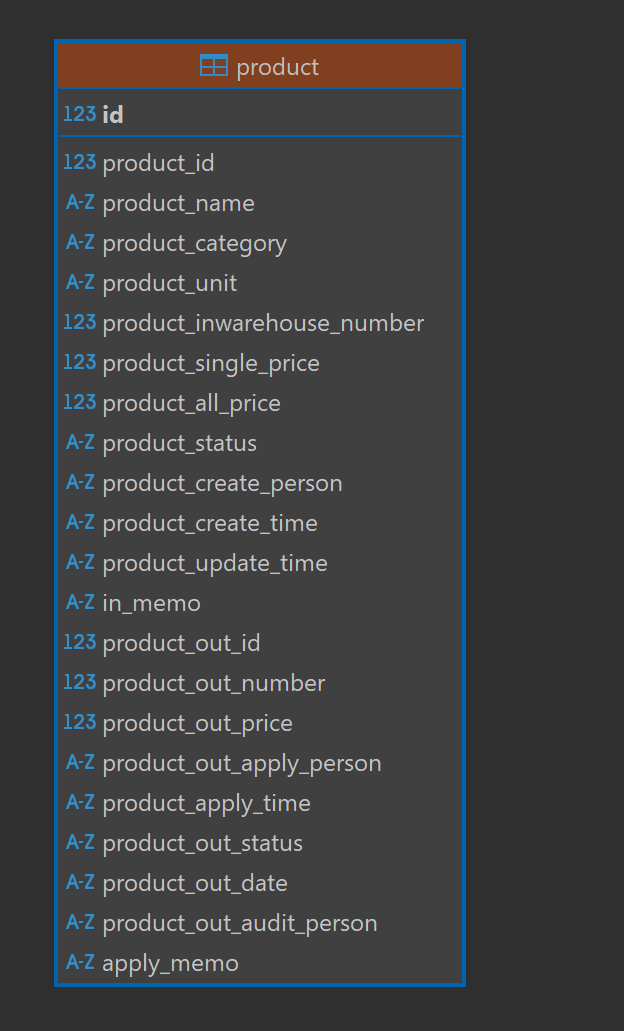 product
123 id
123 product_id
A-Z product_name
A-Z product_category
A-Z product_unit
123 product_inwarehouse_number
123 product_single_price
123 product_all_price
A-Z product_status
A-Z product_create_person
A-Z product_create_time
A-Z product_update_time
A-Z in_memo
123 product_out_id
123 product_out_number
123 product_out_price
A-Z product_out_apply_person
A-Z product_apply_time
A-Z product_out_status
A-Z product_out_date
A-Z product_out_audit_person
A-Z apply_memo